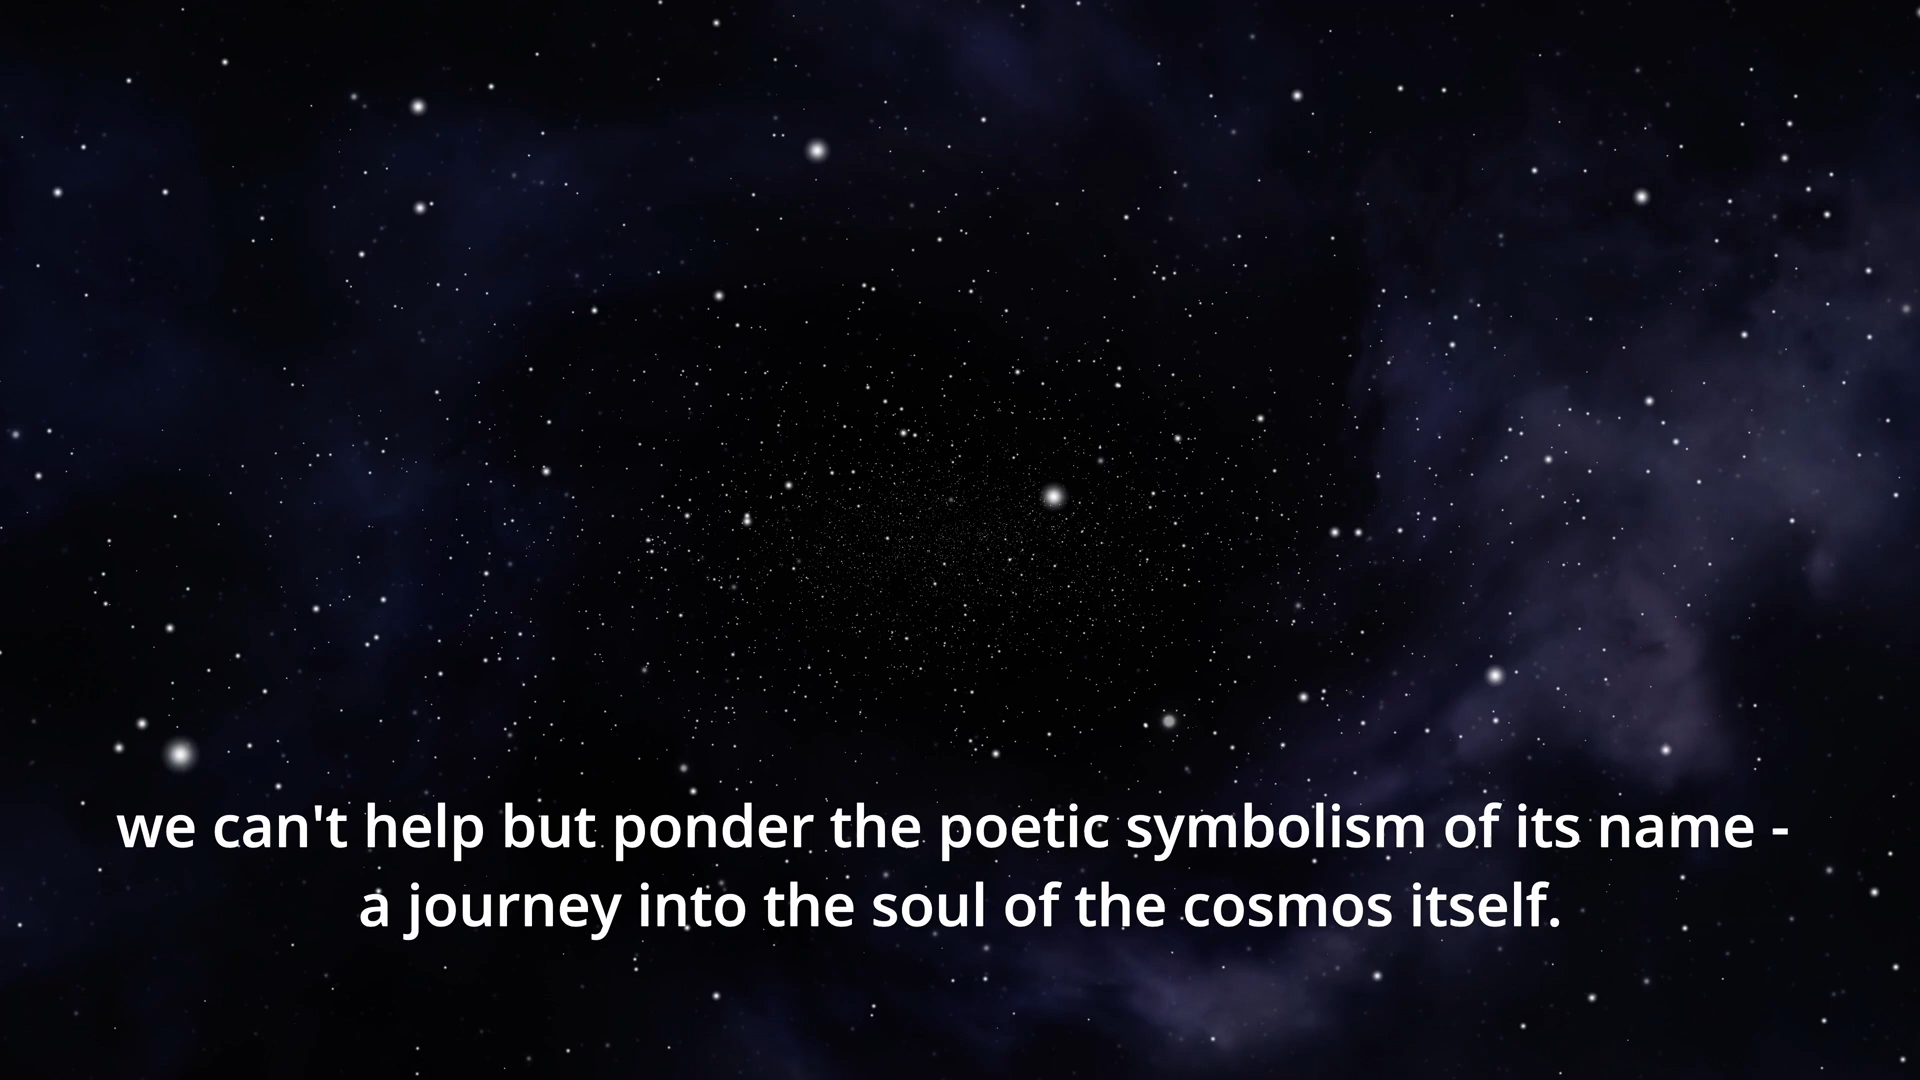 we can't help but ponder the poetic symbolism of its name -
a journey into the soul of the cosmos itself.